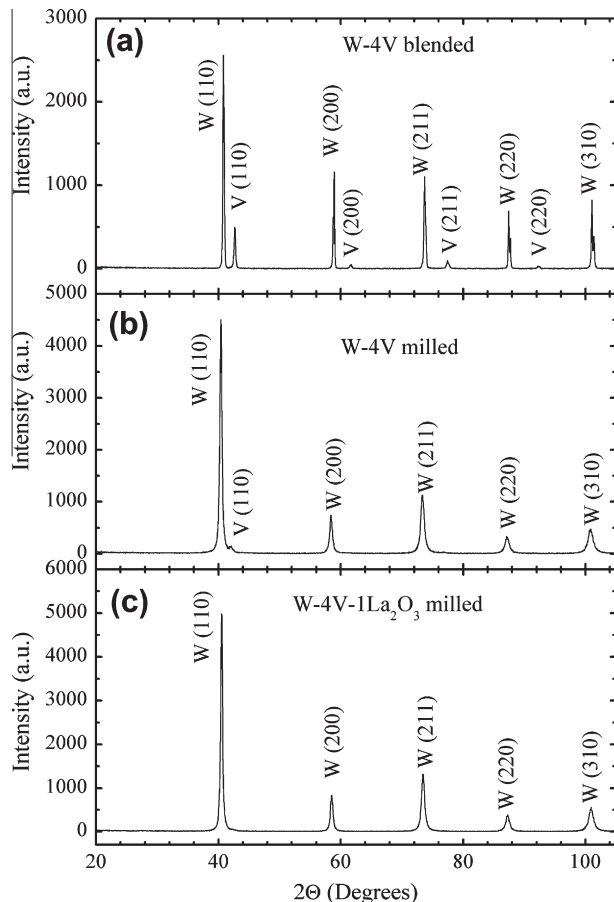 (a)
W-4V blended
Intensity (a.u.)
3000
2000
1000
0
W (110)
V (110)
W (200)
V (200)
W (211)
V (211)
W (220)
V (220)
W (310)
(b)
W-4V milled
Intensity (a.u.)
5000
4000
3000
2000
1000
0
W (110)
V (110)
W (200)
W (211)
W (220)
W (310)
(c)
W-4V-1La₂O₃ milled
Intensity (a.u.)
6000
5000
4000
3000
2000
1000
0
W (110)
W (200)
W (211)
W (220)
W (310)
20 40 60 80 100
2Θ (Degrees)